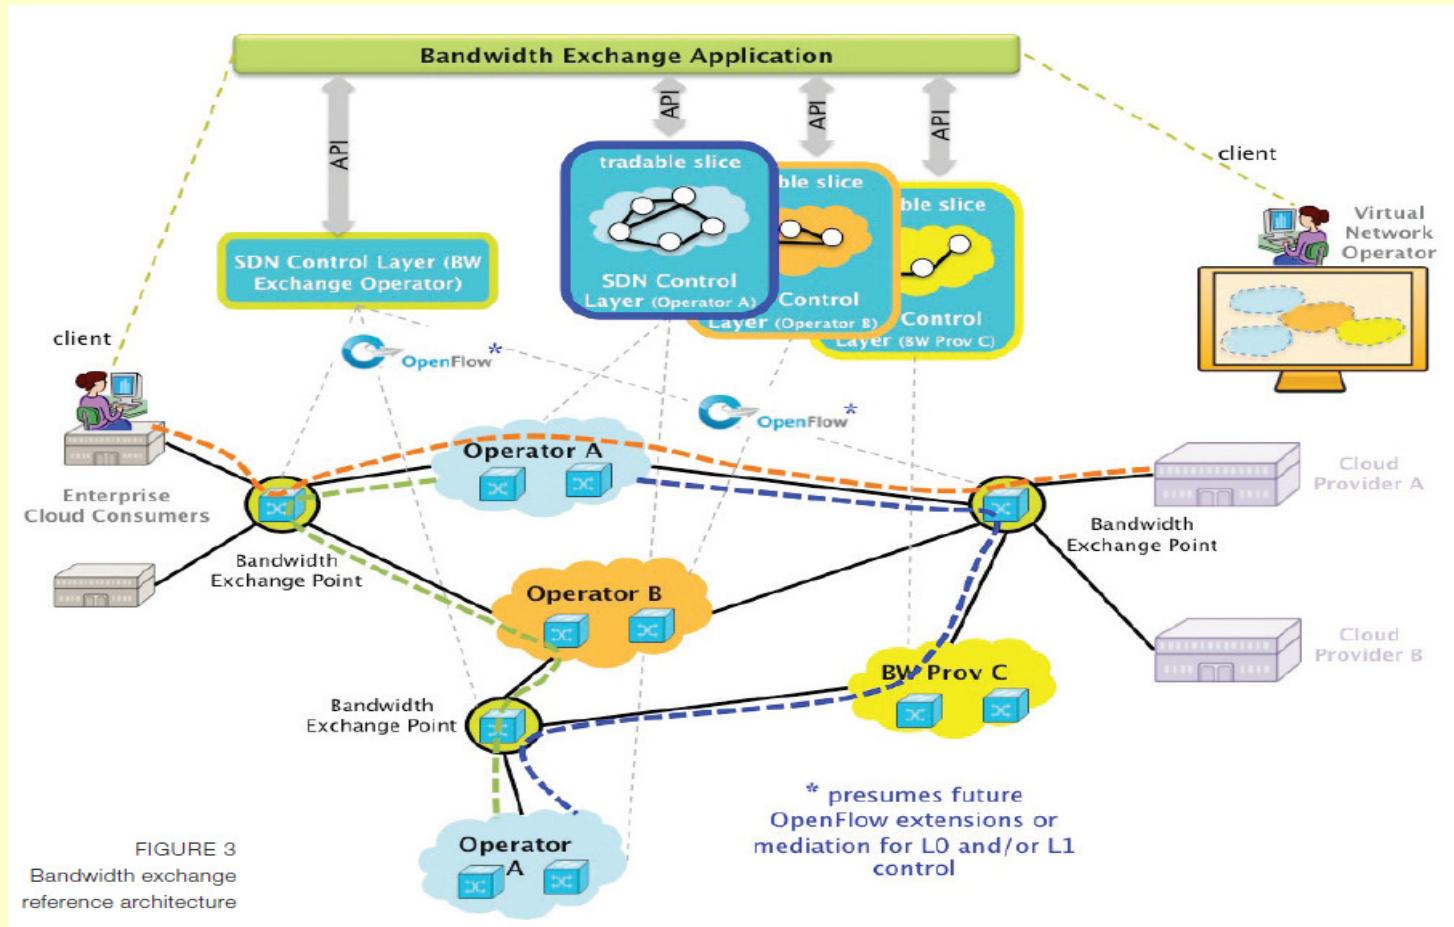 Bandwidth Exchange Application
API
API
API
API
client
tradable slice
ble slice
ble slice
SDN Control Layer (BW
Exchange Operator)
SDN Control
Layer (Operator A)
Control
Layer (Operator B)
Control
Layer (BW Prov C)
Virtual
Network
Operator
client
OpenFlow*
OpenFlow*
Operator A
Cloud
Provider A
Enterprise
Cloud Consumers
Bandwidth
Exchange Point
Bandwidth
Exchange Point
Operator B
Cloud
Provider B
BW Prov C
Bandwidth
Exchange Point
* presumes future
OpenFlow extensions or
mediation for L0 and/or L1
control
Operator
A
FIGURE 3
Bandwidth exchange
reference architecture